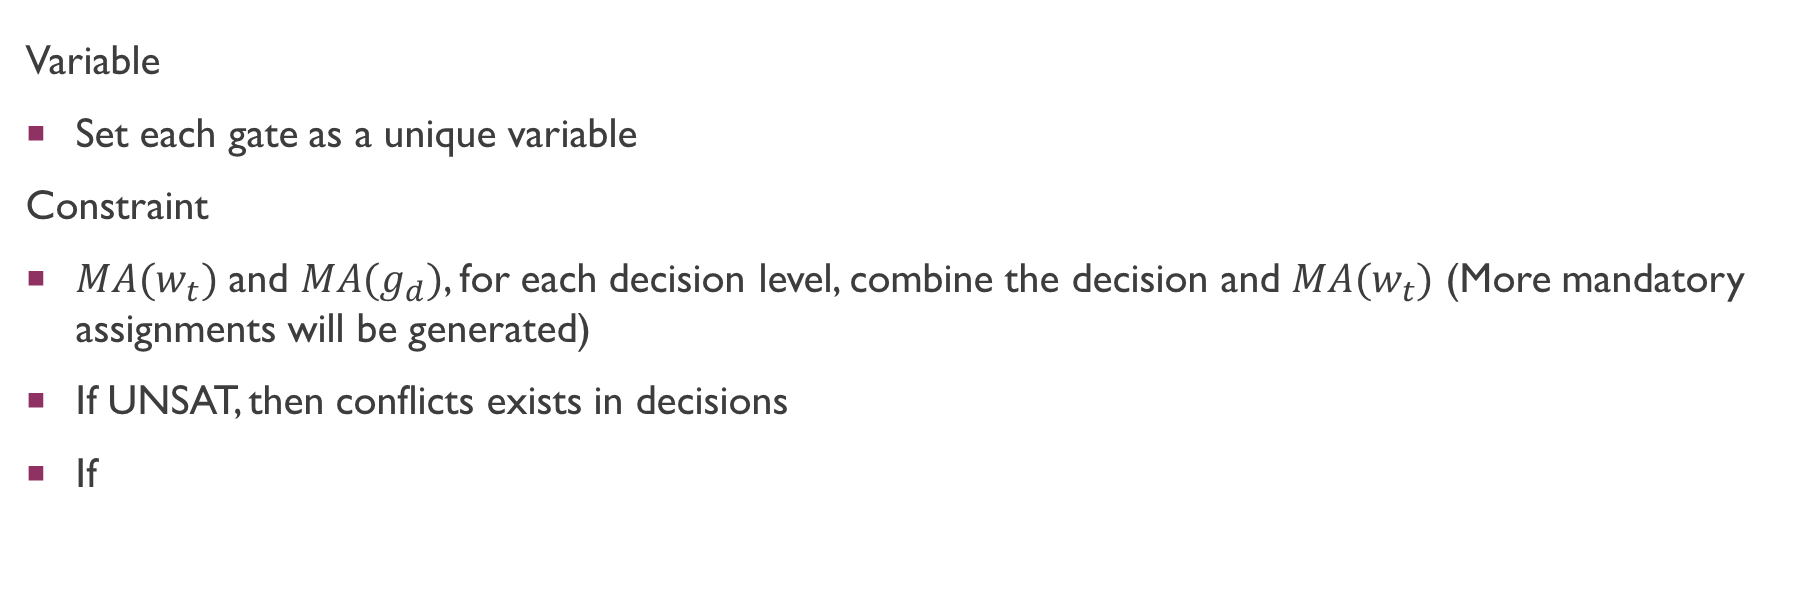 Variable
▪ Set each gate as a unique variable
Constraint
▪ $MA(w_t)$ and $MA(g_d)$, for each decision level, combine the decision and $MA(w_t)$ (More mandatory
assignments will be generated)
▪ If UNSAT, then conflicts exists in decisions
▪ If